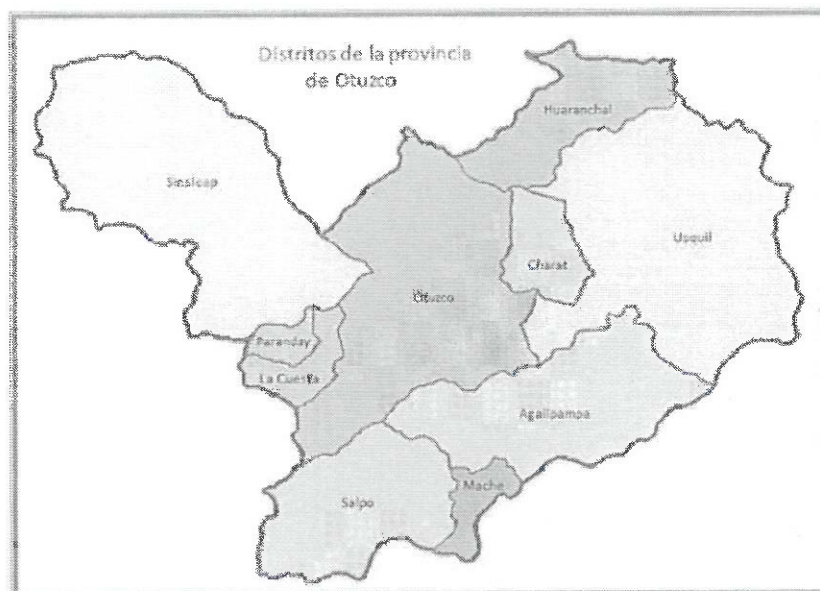 Distritos de la provincia
de Otuzco
Huaranchal
Sinsicap
Usquil
Charat
Otuzco
Paranday
La Cuesta
Agallpampa
Mache
Salpo